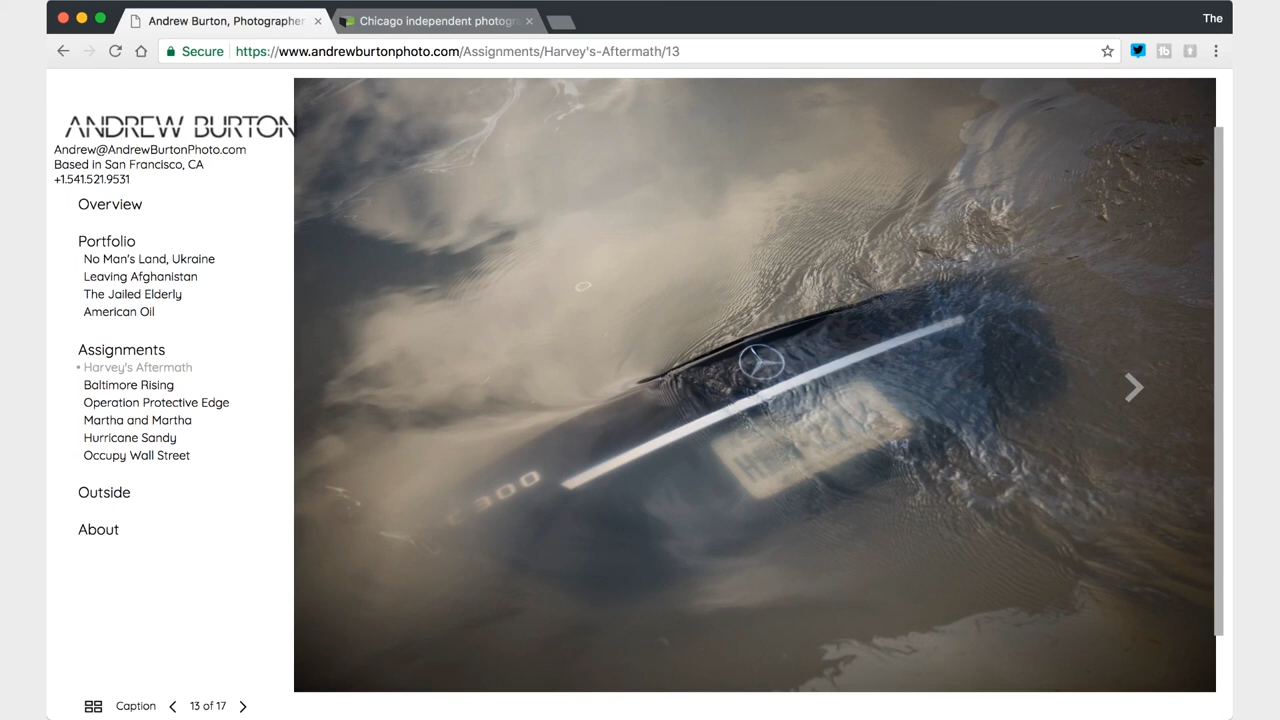 Andrew Burton, Photographer
Chicago independent photogra
The
Secure
https://www.andrewburtonphoto.com/Assignments/Harvey's-Aftermath/13
ANDREW BURTON
Andrew@AndrewBurtonPhoto.com
Based in San Francisco, CA
+1.541.521.9531
Overview
Portfolio
No Man's Land, Ukraine
Leaving Afghanistan
The Jailed Elderly
American Oil
Assignments
• Harvey's Aftermath
Baltimore Rising
Operation Protective Edge
Martha and Martha
Hurricane Sandy
Occupy Wall Street
Outside
About
300
Caption
13 of 17